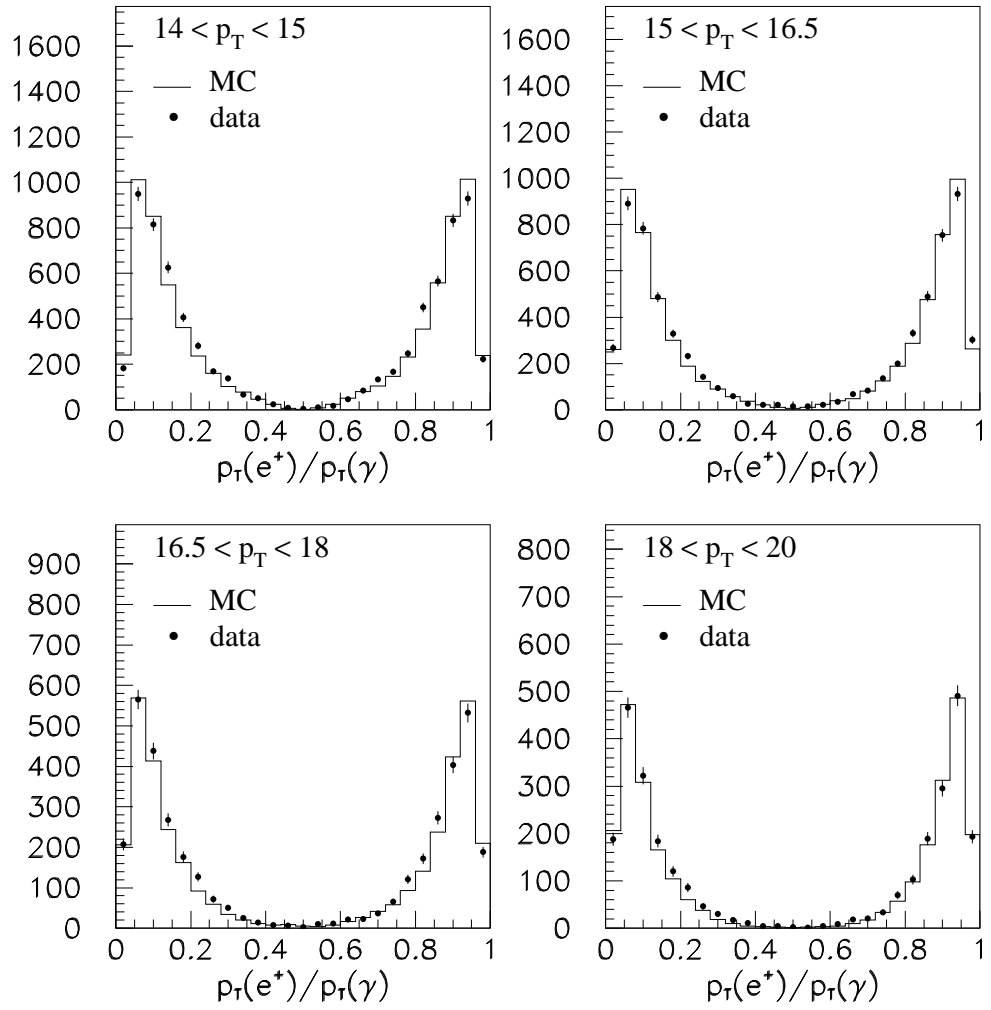 14 < p_T < 15
MC
data
1600
1400
1200
1000
800
600
400
200
0
0 0.2 0.4 0.6 0.8 1
p_T(e⁺)/p_T(γ)
15 < p_T < 16.5
MC
data
1600
1400
1200
1000
800
600
400
200
0
0 0.2 0.4 0.6 0.8 1
p_T(e⁺)/p_T(γ)
16.5 < p_T < 18
MC
data
900
800
700
600
500
400
300
200
100
0
0 0.2 0.4 0.6 0.8 1
p_T(e⁺)/p_T(γ)
18 < p_T < 20
MC
data
800
700
600
500
400
300
200
100
0
0 0.2 0.4 0.6 0.8 1
p_T(e⁺)/p_T(γ)